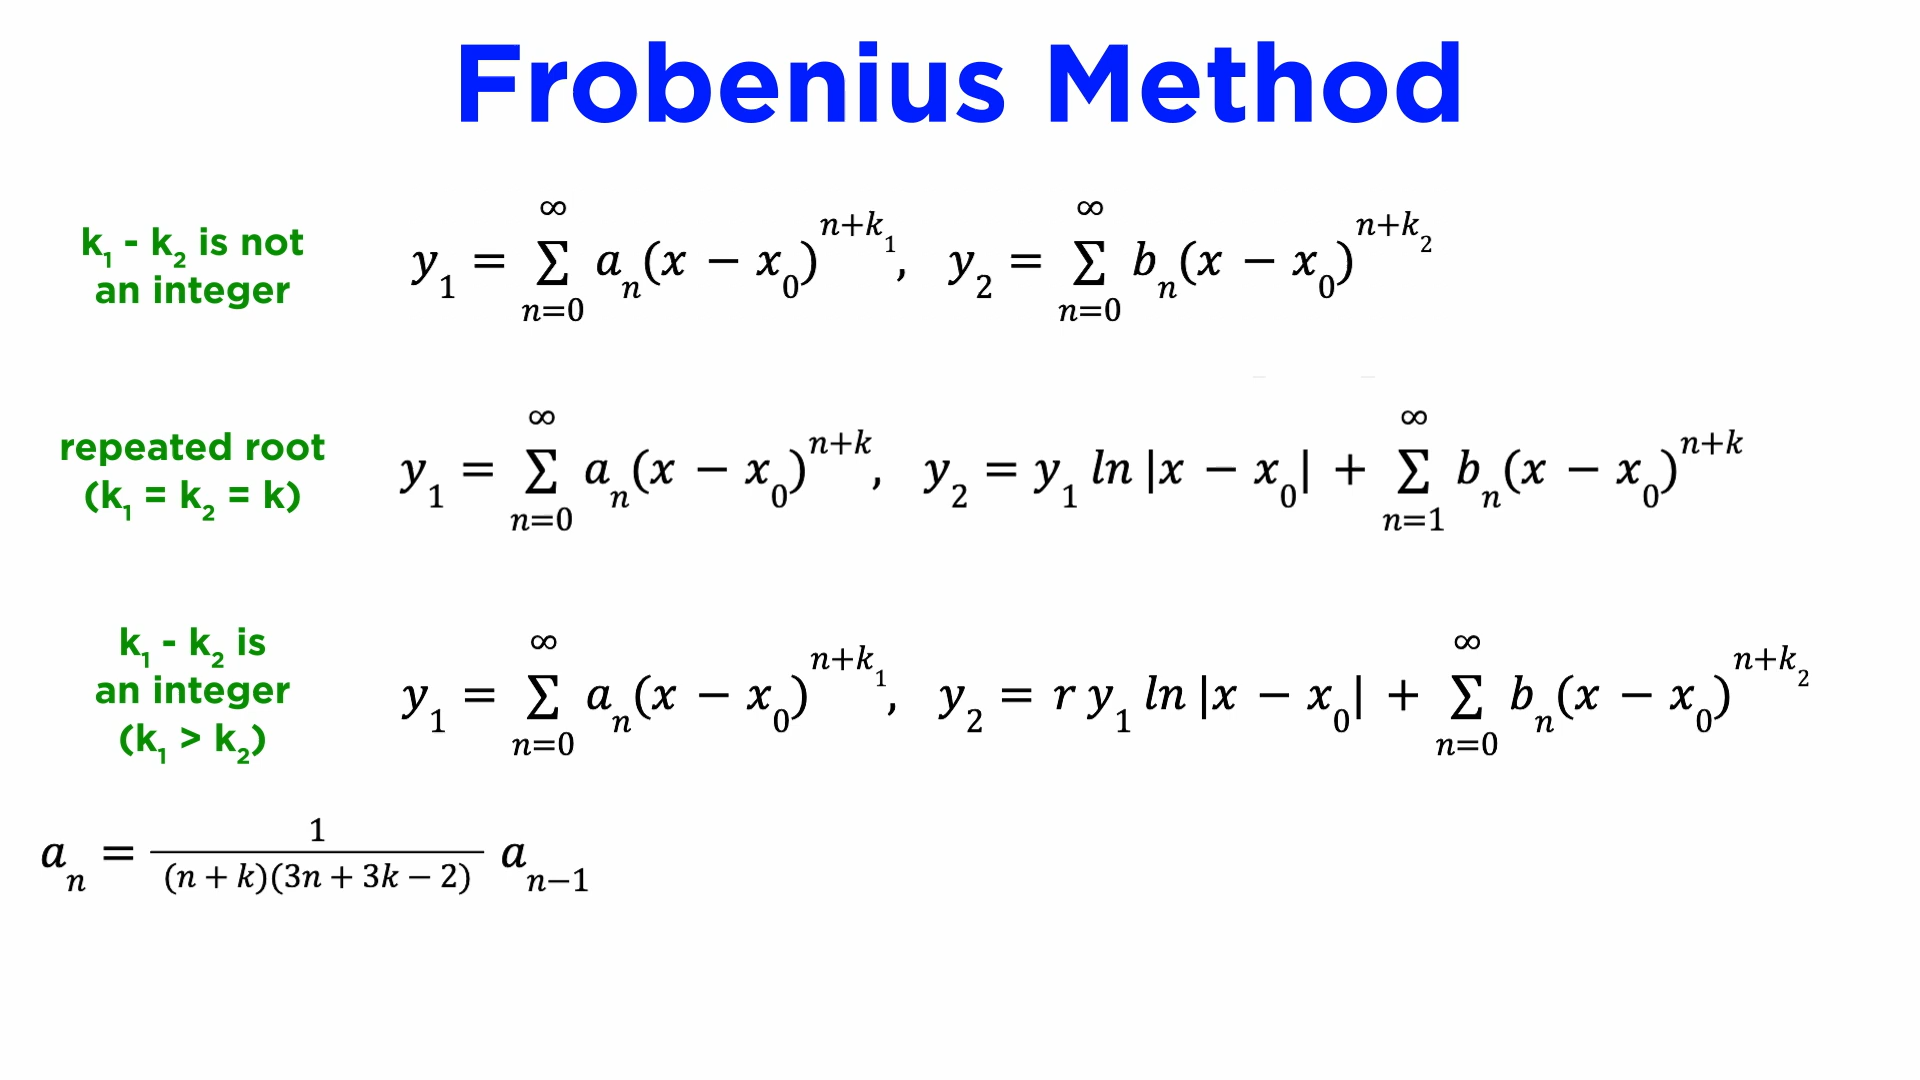 Frobenius Method
k₁ - k₂ is not
an integer
y₁ = ∑_{n=0}^{∞} a_n(x − x₀)^{n+k₁}, y₂ = ∑_{n=0}^{∞} b_n(x − x₀)^{n+k₂}
repeated root
(k₁ = k₂ = k)
y₁ = ∑_{n=0}^{∞} a_n(x − x₀)^{n+k}, y₂ = y₁ ln |x − x₀| + ∑_{n=1}^{∞} b_n(x − x₀)^{n+k}
k₁ - k₂ is
an integer
(k₁ > k₂)
y₁ = ∑_{n=0}^{∞} a_n(x − x₀)^{n+k₁}, y₂ = r y₁ ln |x − x₀| + ∑_{n=0}^{∞} b_n(x − x₀)^{n+k₂}
a_n = \frac{1}{(n + k)(3n + 3k − 2)} a_{n−1}